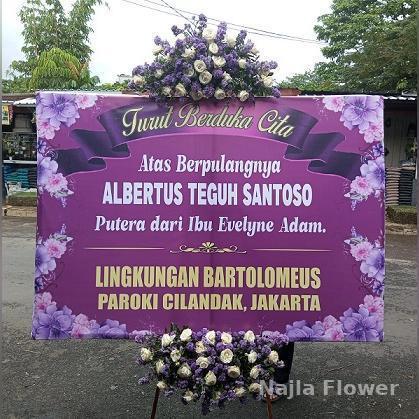 Turut Berduka Cita
Atas Berpulangnya
ALBERTUS TEGUH SANTOSO
Putera dari Ibu Evelyne Adam.
LINGKUNGAN BARTOLOMEUS
PAROKI CILANDAK, JAKARTA
Najla Flower